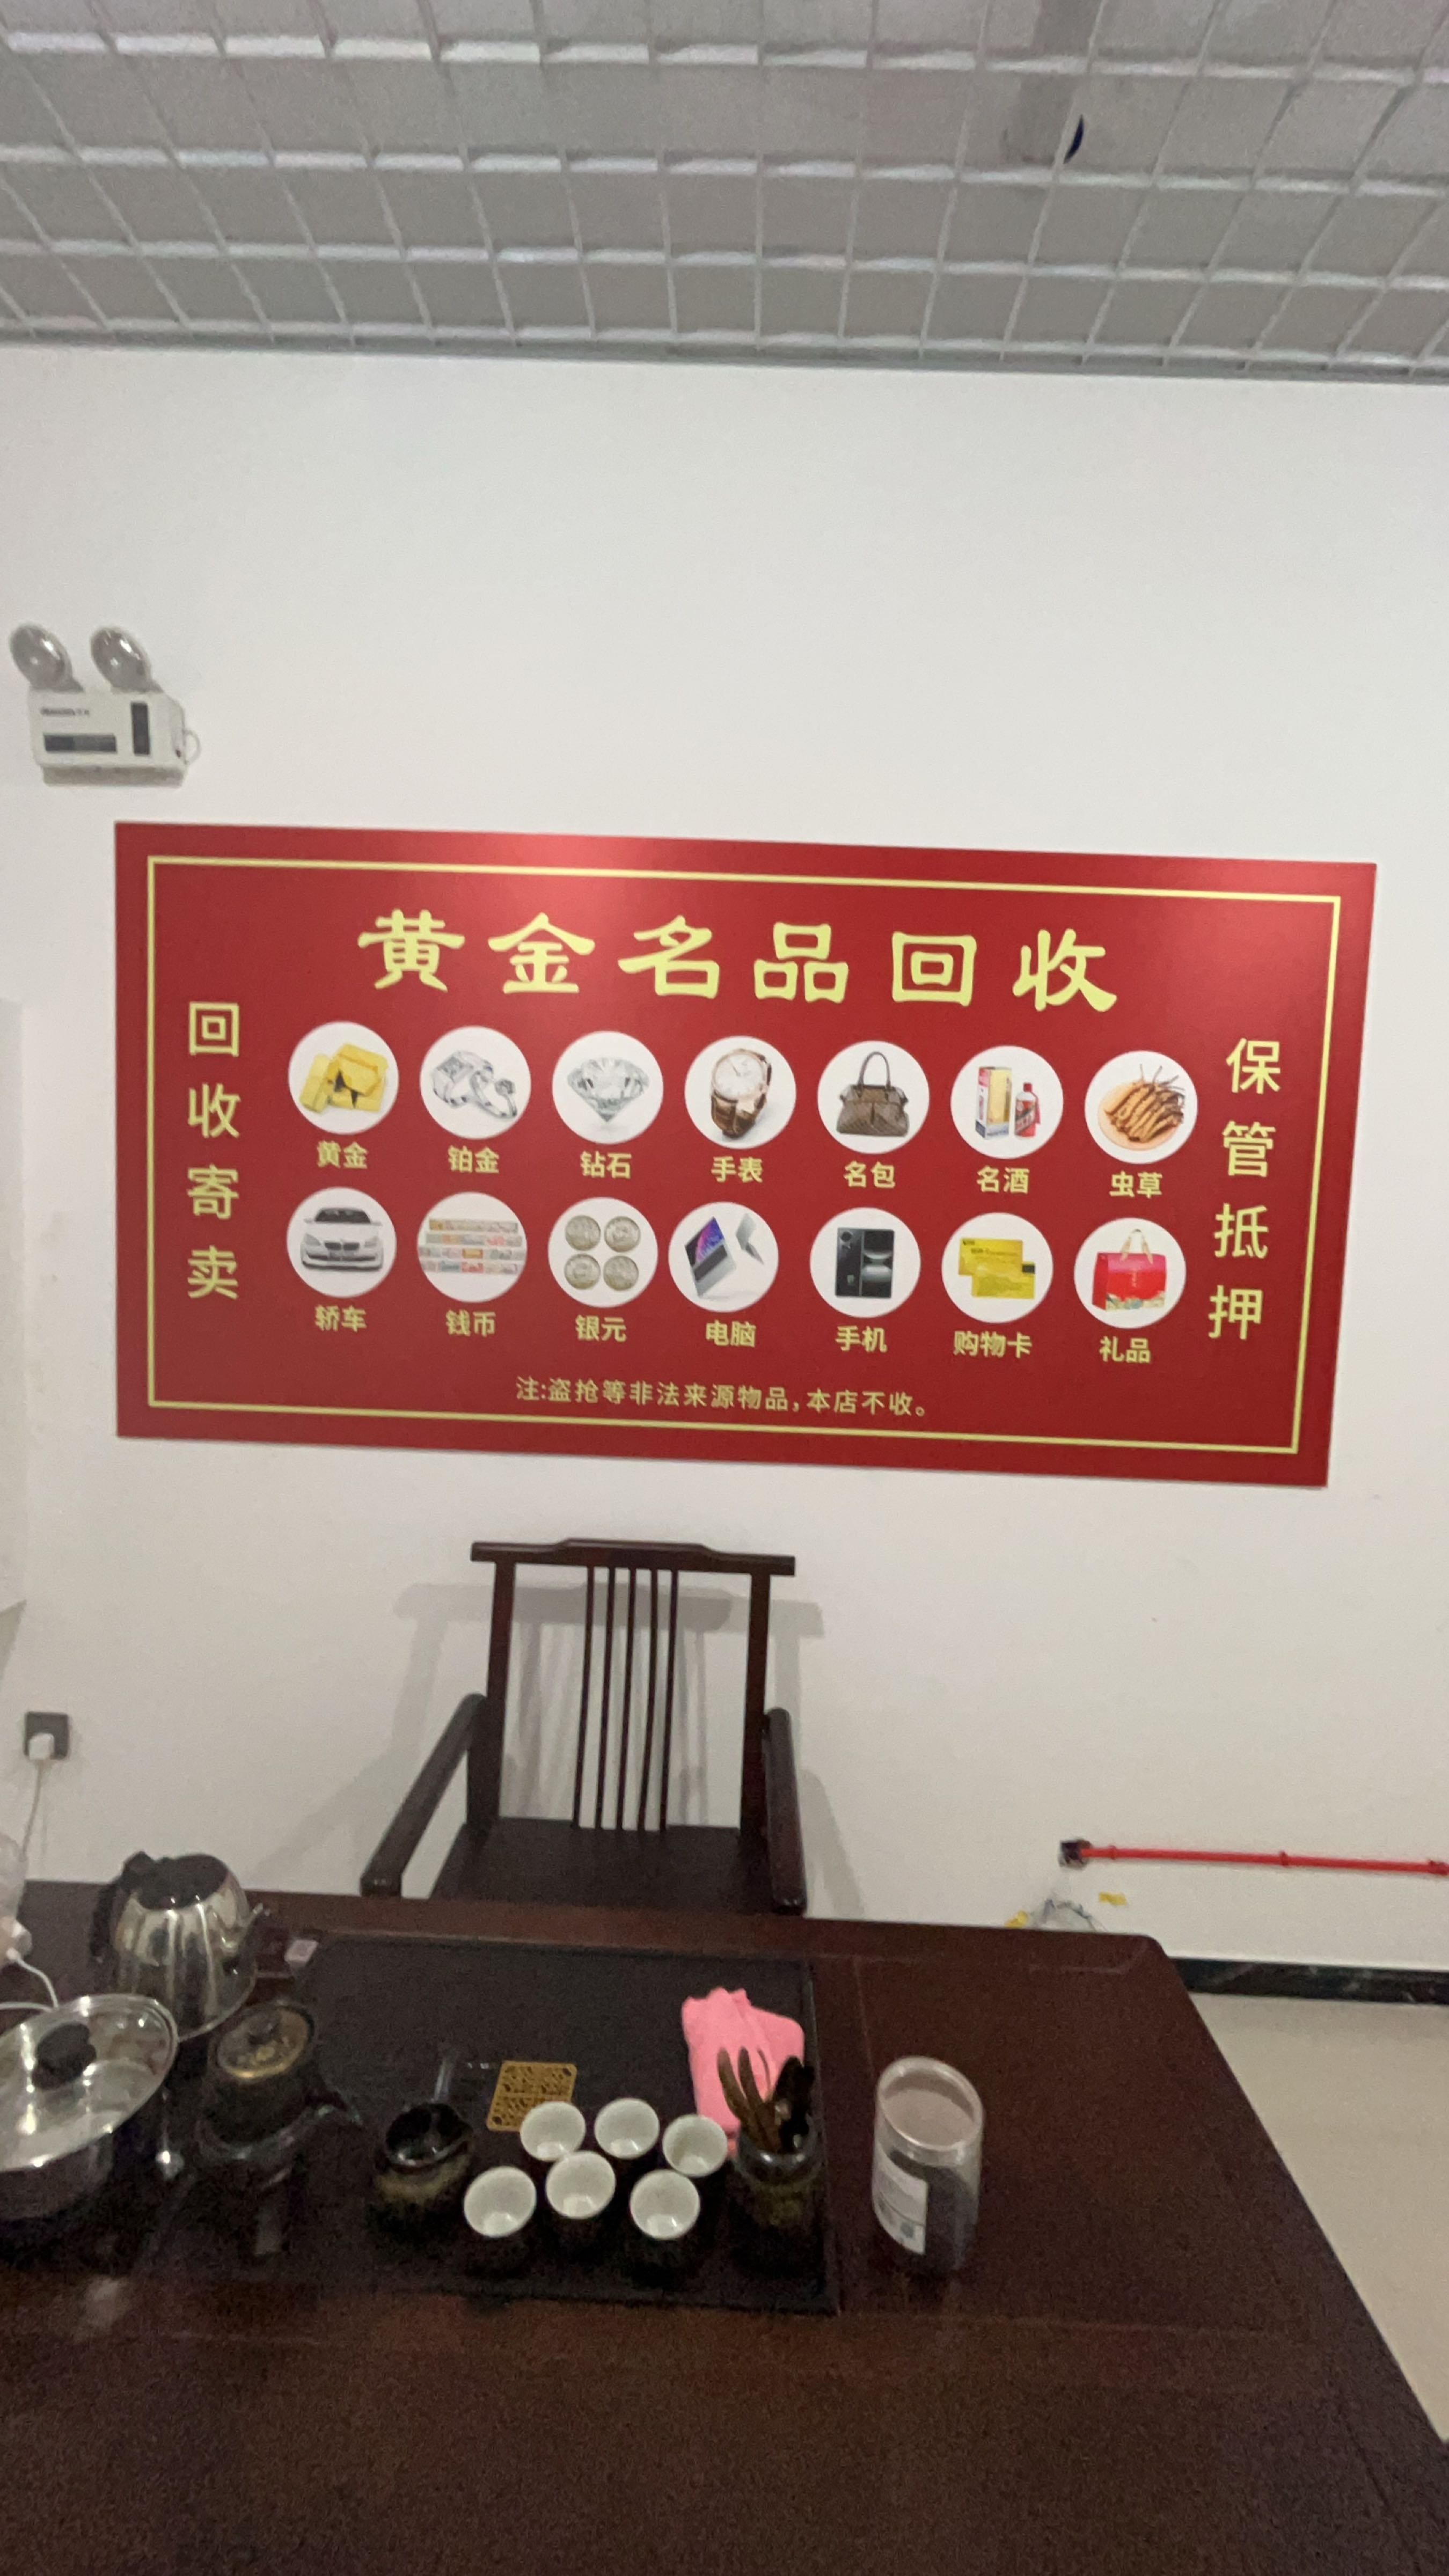 黄金名品回收
回收寄卖
黄金 铂金 钻石 手表 名包 名酒 虫草
轿车 钱币 银元 电脑 手机 购物卡 礼品
保管抵押
注:盗抢等非法来源物品,本店不收。